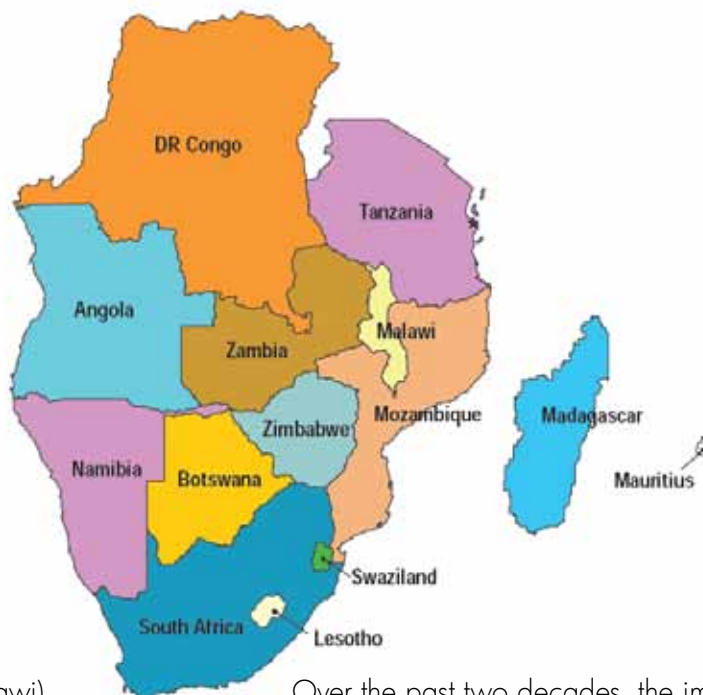 DR Congo
Tanzania
Angola
Malawi
Zambia
Mozambique
Madagascar
Zimbabwe
Namibia
Botswana
Mauritius
Swaziland
South Africa
Lesotho
Over the past two decades, the im